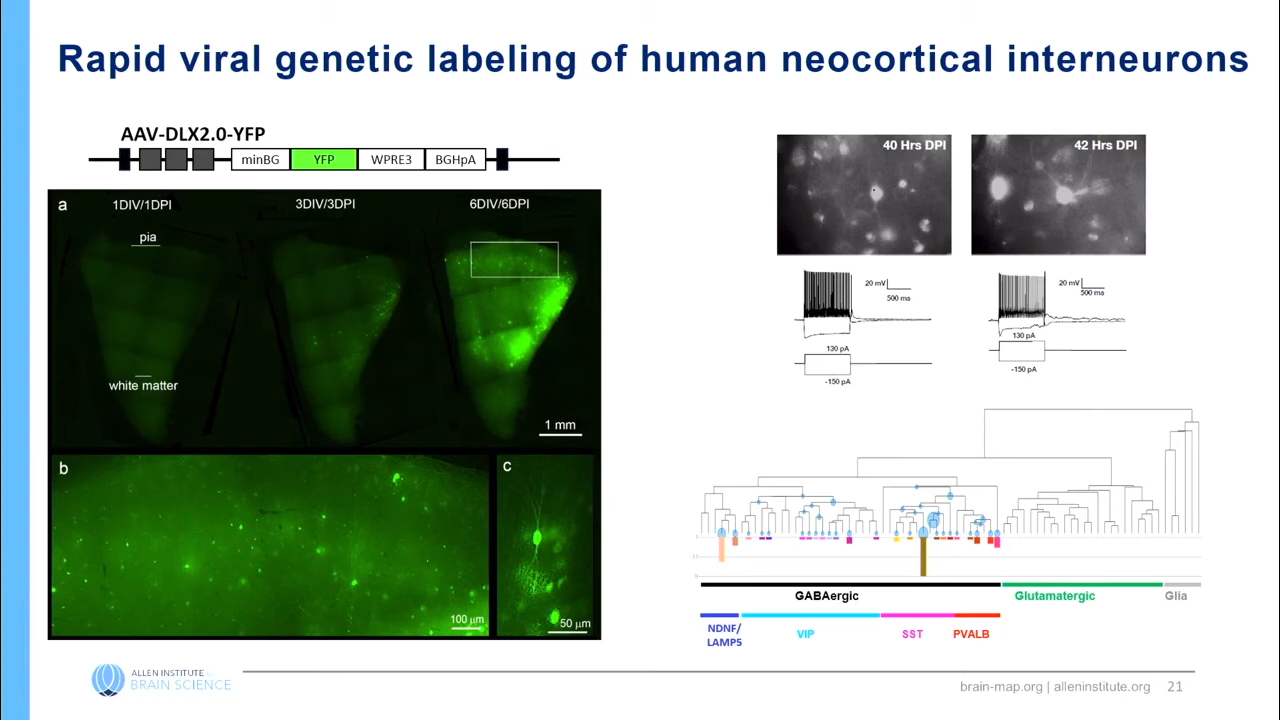 Rapid viral genetic labeling of human neocortical interneurons
AAV-DLX2.0-YFP
minBG YFP WPRE3 BGHpA
a
1DIV/1DPI 3DIV/3DPI 6DIV/6DPI
pia
white matter
1 mm
b
100 µm
c
50 µm
40 Hrs DPI
42 Hrs DPI
20 mV
500 ms
130 pA
-150 pA
20 mV
500 ms
130 pA
-150 pA
GABAergic Glutamatergic Glia
NDNF/
LAMP5
VIP SST PVALB
ALLEN INSTITUTE
BRAIN SCIENCE
brain-map.org | alleninstitute.org 21